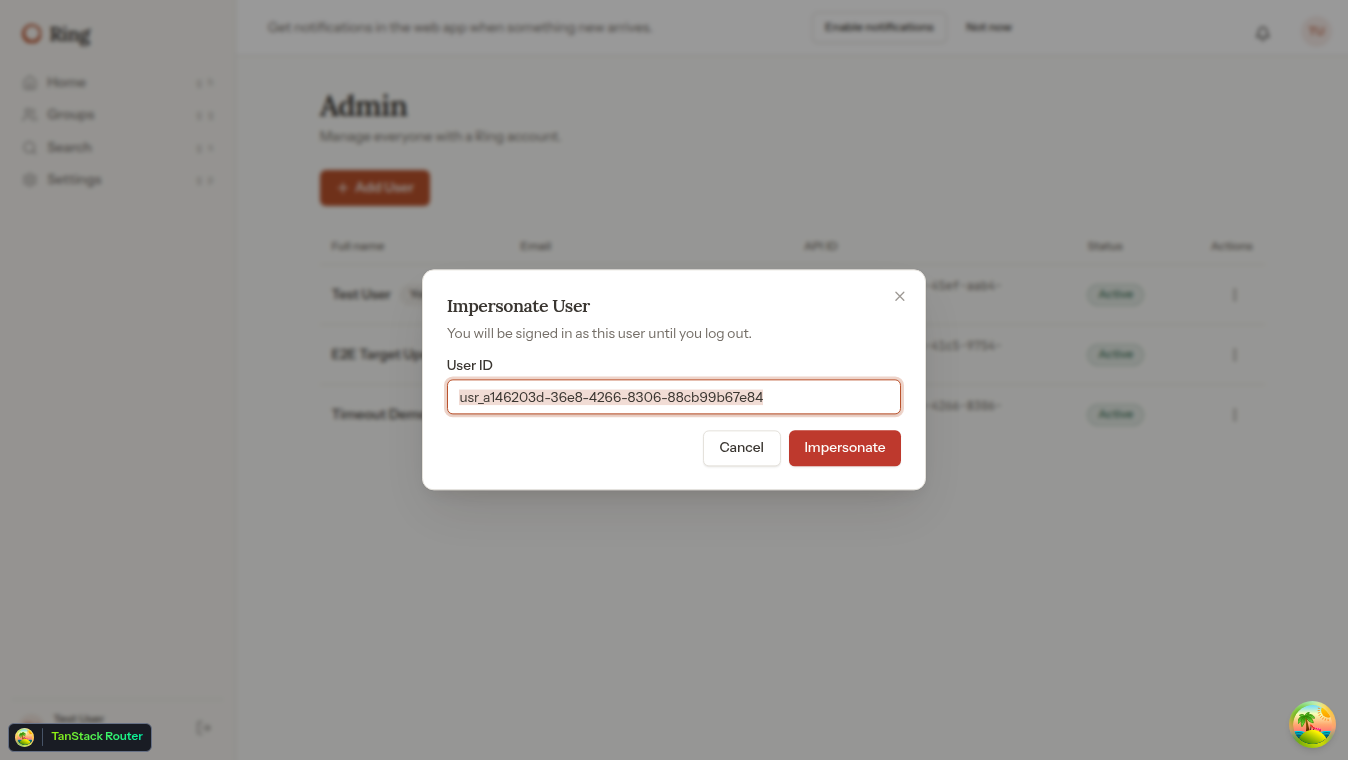 Ring
Get notifications in the web app when something new arrives.
Enable notifications
Not now
Home
Groups
Search
Settings
Admin
Manage everyone with a Ring account.
+ Add User
Full name
Email
API ID
Status
Actions
Test User
Active
E2E Target
Active
Timeout
Active
Impersonate User
You will be signed in as this user until you log out.
User ID
usr_a146203d-36e8-4266-8306-88cb99b67e84
Cancel
Impersonate
Test User
TanStack Router